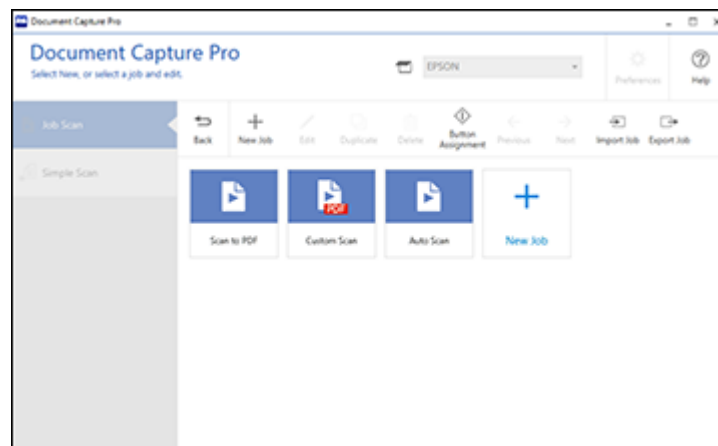 Document Capture Pro
Document Capture Pro
Select New, or select a job and edit.
EPSON
Preferences
Help
Job Scan
Simple Scan
Back
New Job
Edit
Duplicate
Delete
Button
Assignment
Previous
Next
Import Job
Export Job
PDF
Scan to PDF
Custom Scan
Auto Scan
New Job